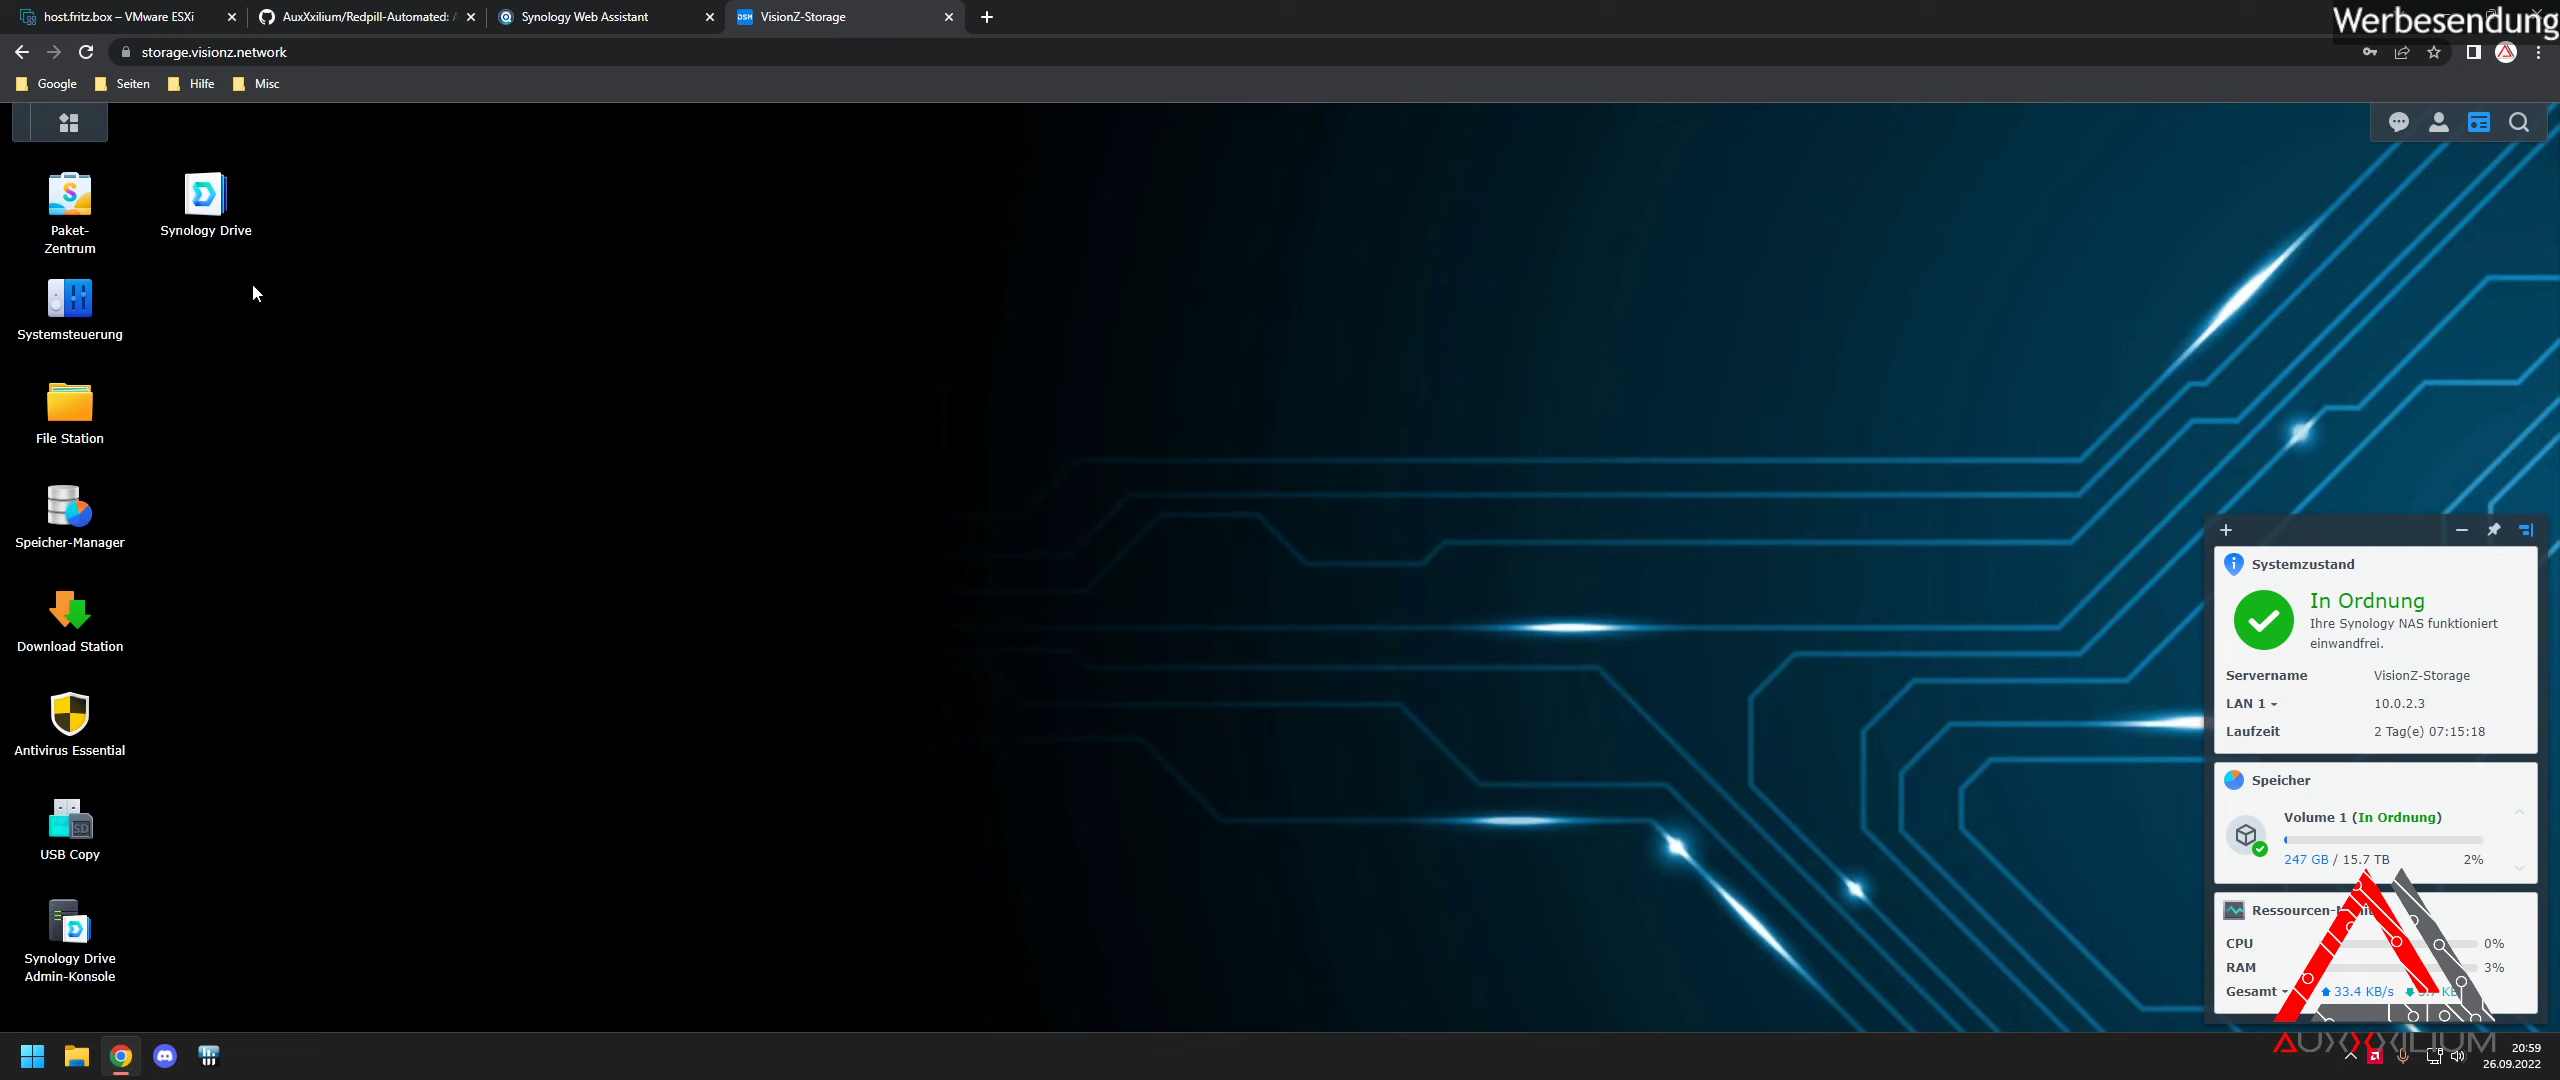 host.fritz.box – VMware ESXi
AuxXxilium/Redpill-Automated:
Synology Web Assistant
DSM
VisionZ-Storage
Werbesendung
storage.visionz.network
Google
Seiten
Hilfe
Misc
Paket-
Zentrum
Synology Drive
Systemsteuerung
File Station
Speicher-Manager
Download Station
Antivirus Essential
SD
USB Copy
Synology Drive
Admin-Konsole
Systemzustand
In Ordnung
Ihre Synology NAS funktioniert
einwandfrei.
Servername VisionZ-Storage
LAN 1 10.0.2.3
Laufzeit 2 Tag(e) 07:15:18
Speicher
Volume 1 (In Ordnung)
247 GB / 15.7 TB 2%
CPU 0%
RAM 3%
Gesamt 33.4 KB/s
AUXXXILIUM
20:59
26.09.2022